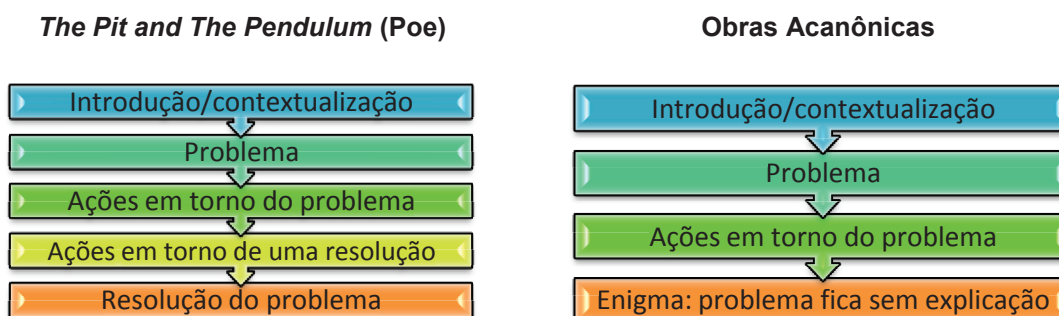 The Pit and The Pendulum (Poe)
Introdução/contextualização
Problema
Ações em torno do problema
Ações em torno de uma resolução
Resolução do problema
Obras Acanônicas
Introdução/contextualização
Problema
Ações em torno do problema
Enigma: problema fica sem explicação